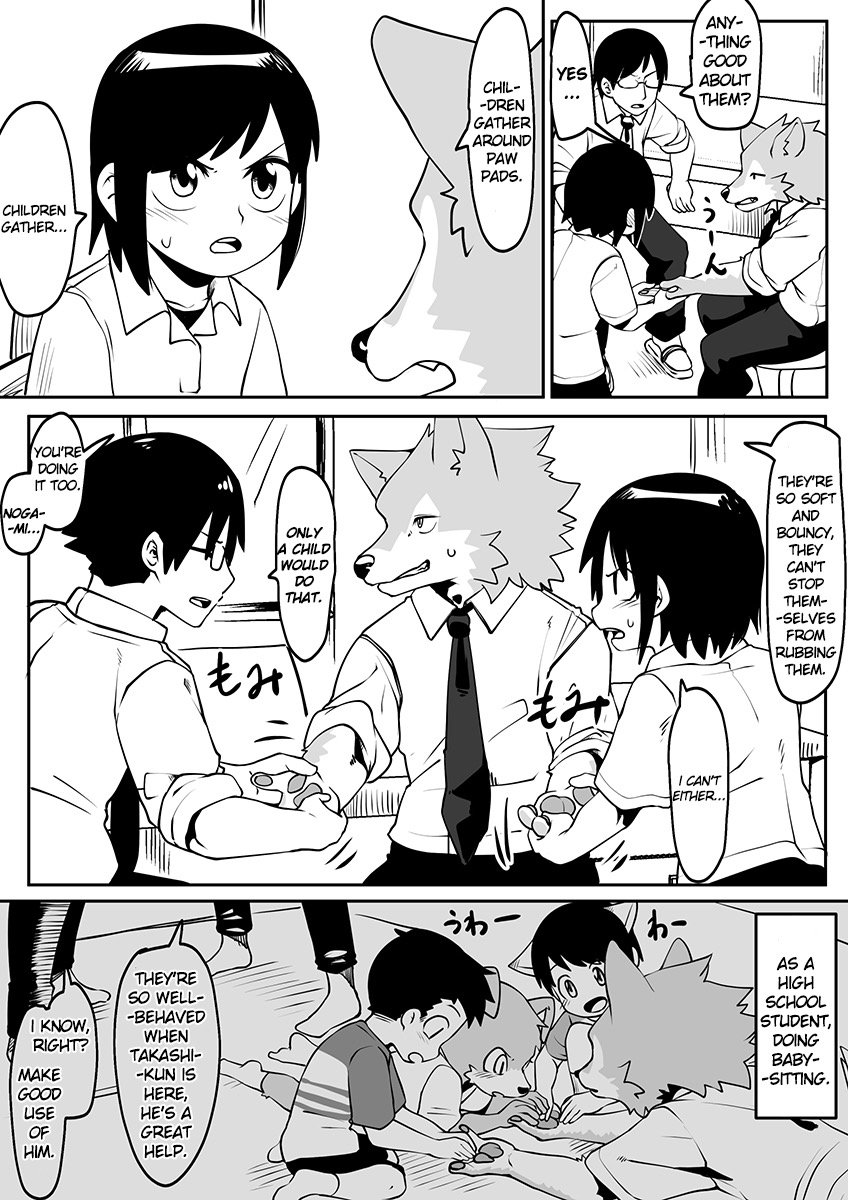 ANY-
-THING
GOOD
ABOUT
THEM?
YES
...
うーん
CHIL-
-DREN
GATHER
AROUND
PAW
PADS.
CHILDREN
GATHER...
THEY'RE
SO SOFT
AND
BOUNCY,
THEY
CAN'T
STOP
THEM-
-SELVES
FROM
RUBBING
THEM.
I CAN'T
EITHER...
もみ
ONLY
A CHILD
WOULD
DO
THAT.
もみ
YOU'RE
DOING
IT TOO.
NOGA-
-MI...
AS A
HIGH
SCHOOL
STUDENT,
DOING
BABY-
-SITTING.
わー
うわー
THEY'RE
SO WELL-
-BEHAVED
WHEN
TAKASHI-
-KUN IS
HERE,
HE'S A
GREAT
HELP.
I KNOW,
RIGHT?
MAKE
GOOD
USE
OF
HIM.